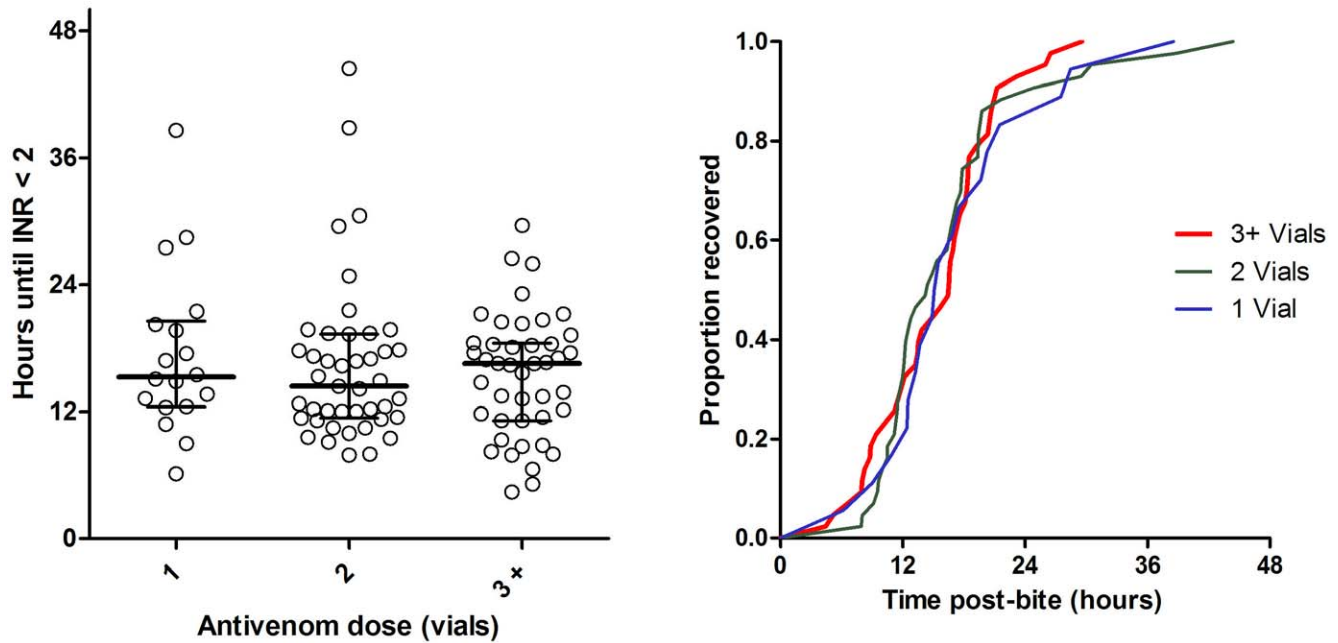 Hours until INR < 2
48
36
24
12
0
1
2
3 +
Antivenom dose (vials)
Proportion recovered
1.0
0.8
0.6
0.4
0.2
0.0
0
12
24
36
48
Time post-bite (hours)
3+ Vials
2 Vials
1 Vial